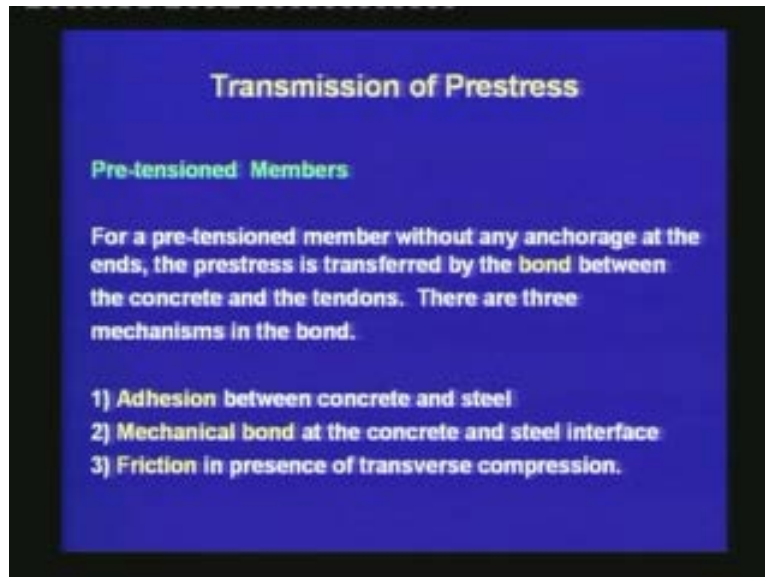 Transmission of Prestress
Pre-tensioned Members
For a pre-tensioned member without any anchorage at the
ends, the prestress is transferred by the bond between
the concrete and the tendons. There are three
mechanisms in the bond.
1) Adhesion between concrete and steel
2) Mechanical bond at the concrete and steel interface
3) Friction in presence of transverse compression.